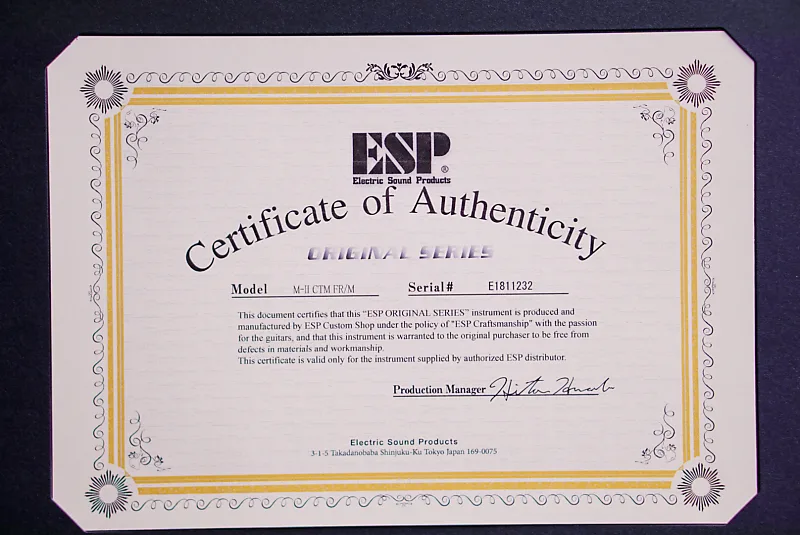 ESP®
Electric Sound Products
Certificate of Authenticity
ORIGINAL SERIES
Model M-II CTM FR/M Serial# E1811232
This document certifies that this "ESP ORIGINAL SERIES" instrument is produced and
manufactured by ESP Custom Shop under the policy of "ESP Craftsmanship" with the passion
for the guitars, and that this instrument is warranted to the original purchaser to be free from
defects in materials and workmanship.
This certificate is valid only for the instrument supplied by authorized ESP distributor.
Production Manager
Electric Sound Products
3-1-5 Takadanobaba Shinjuku-Ku Tokyo Japan 169-0075